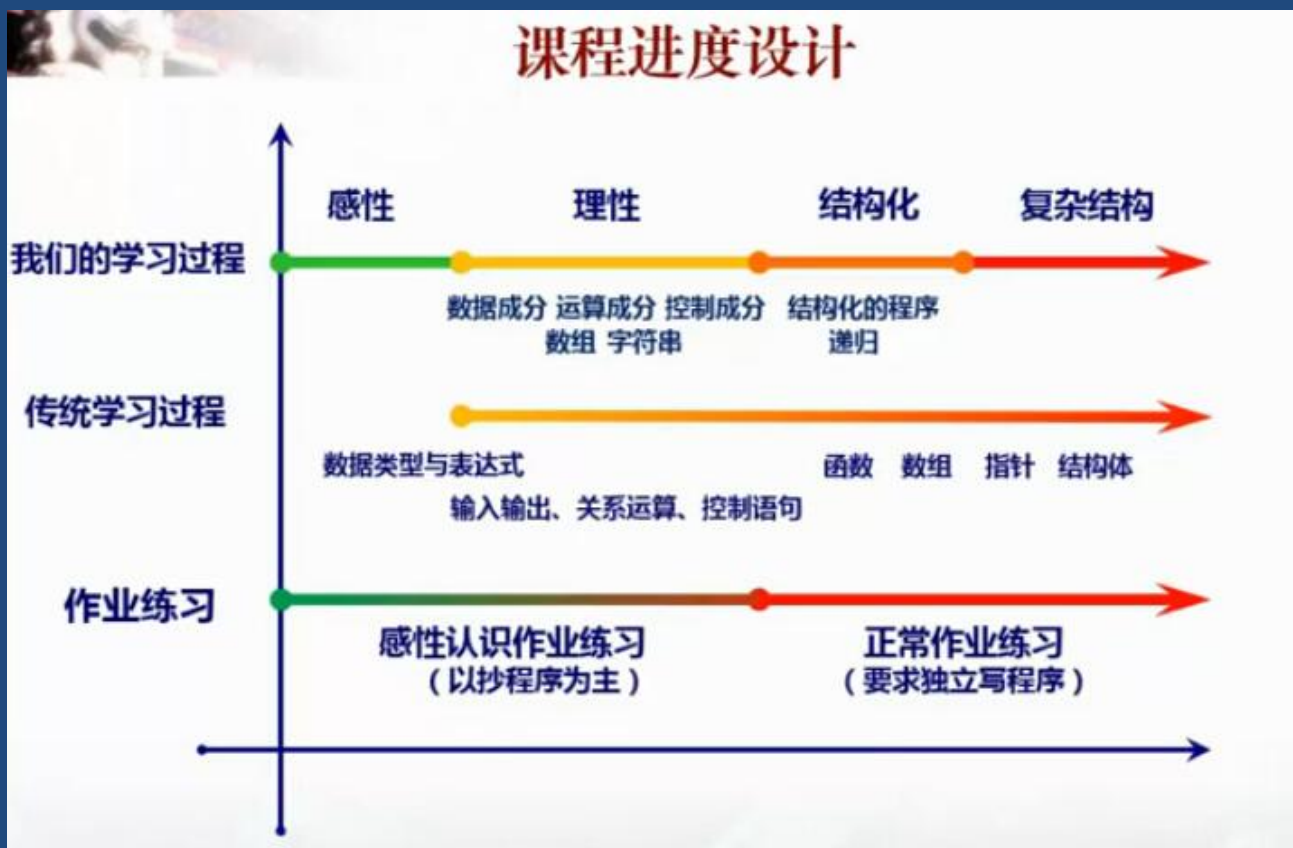 课程进度设计
感性 理性 结构化 复杂结构
我们的学习过程
数据成分 运算成分 控制成分 结构化的程序
数组 字符串 递归
传统学习过程
数据类型与表达式 函数 数组 指针 结构体
输入输出、关系运算、控制语句
作业练习
感性认识作业练习 正常作业练习
（以抄程序为主） （要求独立写程序）